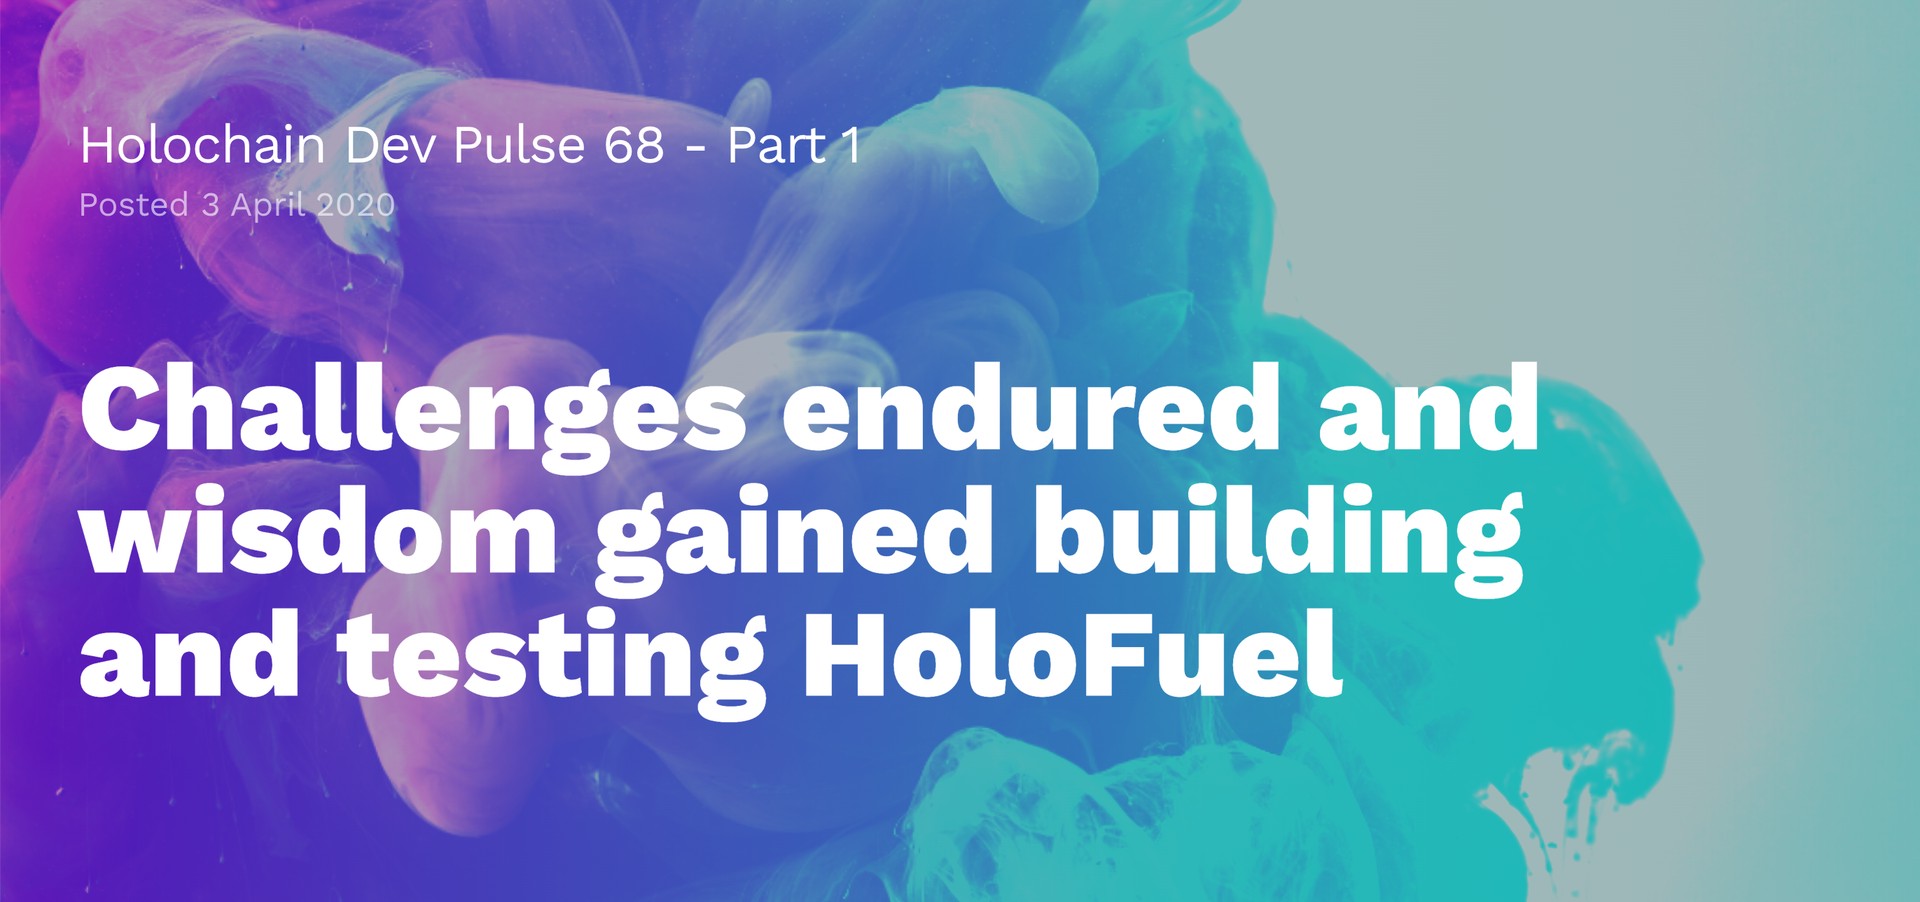 Holochain Dev Pulse 68 - Part 1
Posted 3 April 2020
Challenges endured and
wisdom gained building
and testing HoloFuel